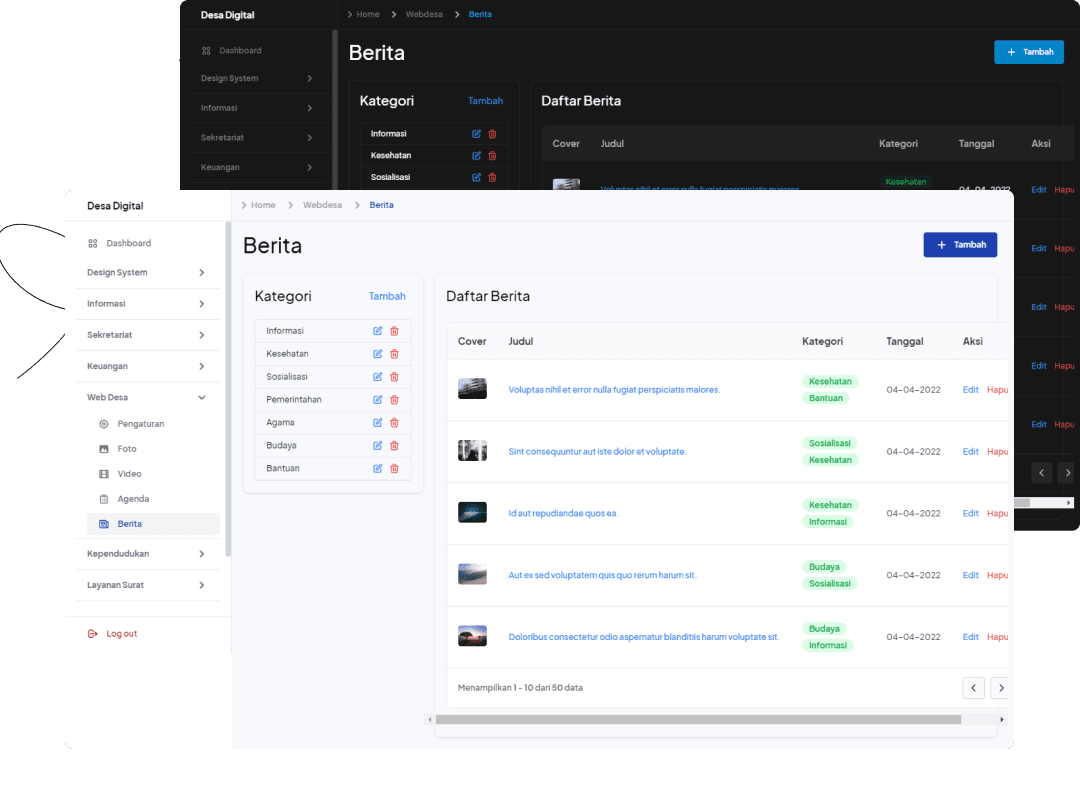 Desa Digital
Home
Webdesa
Berita
Dashboard
Design System
Informasi
Sekretariat
Keuangan
Berita
Tambah
Kategori
Tambah
Informasi
Kesehatan
Sosialisasi
Daftar Berita
Cover Judul Kategori Tanggal Aksi
Voluptas nihil et error nulla fugiat perspiciatis maiores. Kesehatan 04-04-2022 Edit Hapu
Edit Hapu
Edit Hapu
Edit Hapu
Edit Hapu
Desa Digital
Home
Webdesa
Berita
Dashboard
Design System
Informasi
Sekretariat
Keuangan
Web Desa
Pengaturan
Foto
Video
Agenda
Berita
Kependudukan
Layanan Surat
Log out
Berita
+ Tambah
Kategori
Tambah
Informasi
Kesehatan
Sosialisasi
Pemerintahan
Agama
Budaya
Bantuan
Daftar Berita
Cover Judul Kategori Tanggal Aksi
Voluptas nihil et error nulla fugiat perspiciatis maiores. Kesehatan Bantuan 04-04-2022 Edit Hapu
Sint consequuntur aut iste dolor et voluptate. Sosialisasi Kesehatan 04-04-2022 Edit Hapu
Id aut repudiandae quos ea. Kesehatan Informasi 04-04-2022 Edit Hapu
Aut ex sed voluptatem quis quo rerum harum sit. Budaya Sosialisasi 04-04-2022 Edit Hapu
Doloribus consectetur odio aspernatur blanditiis harum voluptate sit. Budaya Informasi 04-04-2022 Edit Hapu
Menampilkan 1 - 10 dari 50 data